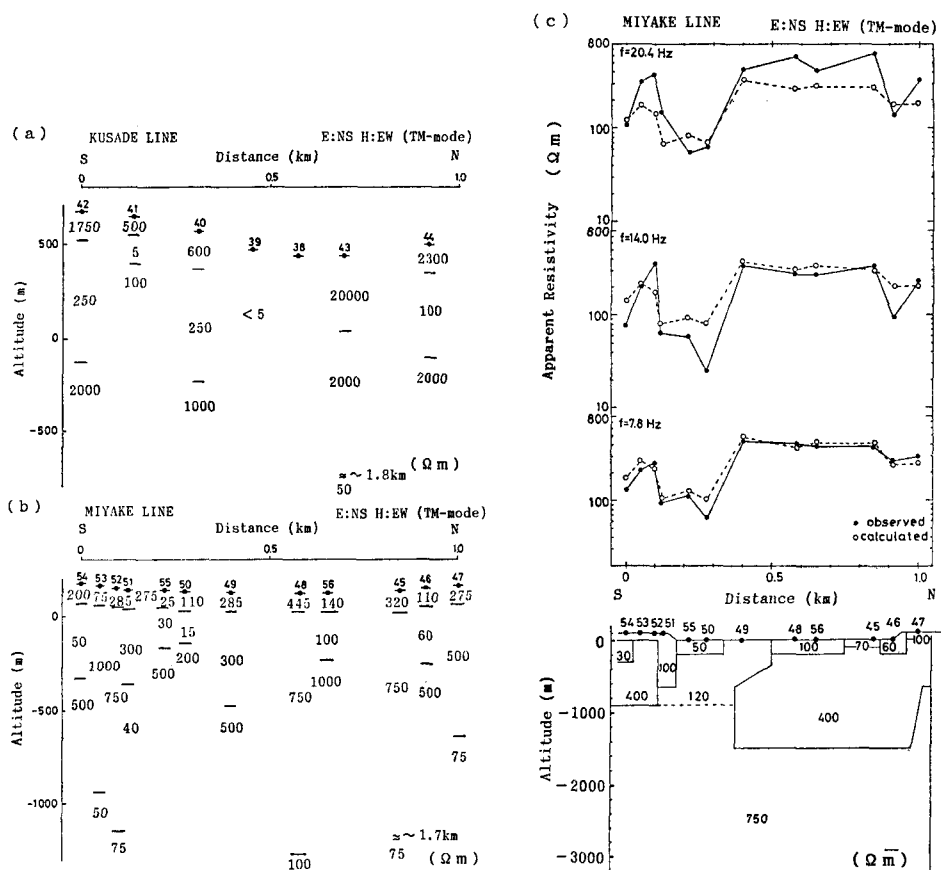 (a)
KUSADE LINE E:NS H:EW (TM-mode)
S Distance (km) N
0 0.5 1.0
42 41 40 39 38 43 44
1750 500 600 2300
5
100
250 250 < 5 20000 100
2000 1000 2000 2000
Altitude (m)
500
0
-500
≈ ~ 1.8km (Ωm)
50
(b)
MIYAKE LINE E:NS H:EW (TM-mode)
S Distance (km) N
0 0.5 1.0
54 53 52 51 55 50 49 48 56 45 46 47
200 75 285 275 25 110 285 445 140 320 110 275
30
50 15 100 60
300 200 300 500
1000 500 1000
500 750 750 750 500
40 500 75
50
75 100
Altitude (m)
0
-500
-1000
≈ ~ 1.7km
75 (Ωm)
(c)
MIYAKE LINE E:NS H:EW (TM-mode)
0 0.5 1.0
800
f=20.4 Hz
100
10
800
f=14.0 Hz
100
10
800
f=7.8 Hz
100
Apparent Resistivity (Ωm)
• observed
○ calculated
0 0.5 1.0
S Distance (km) N
54 53 52 51 55 50 49 48 56 45 46 47
30 100 50 100 70 60 100
400 120
400
750
Altitude (m)
0
-1000
-2000
-3000
(Ωm)